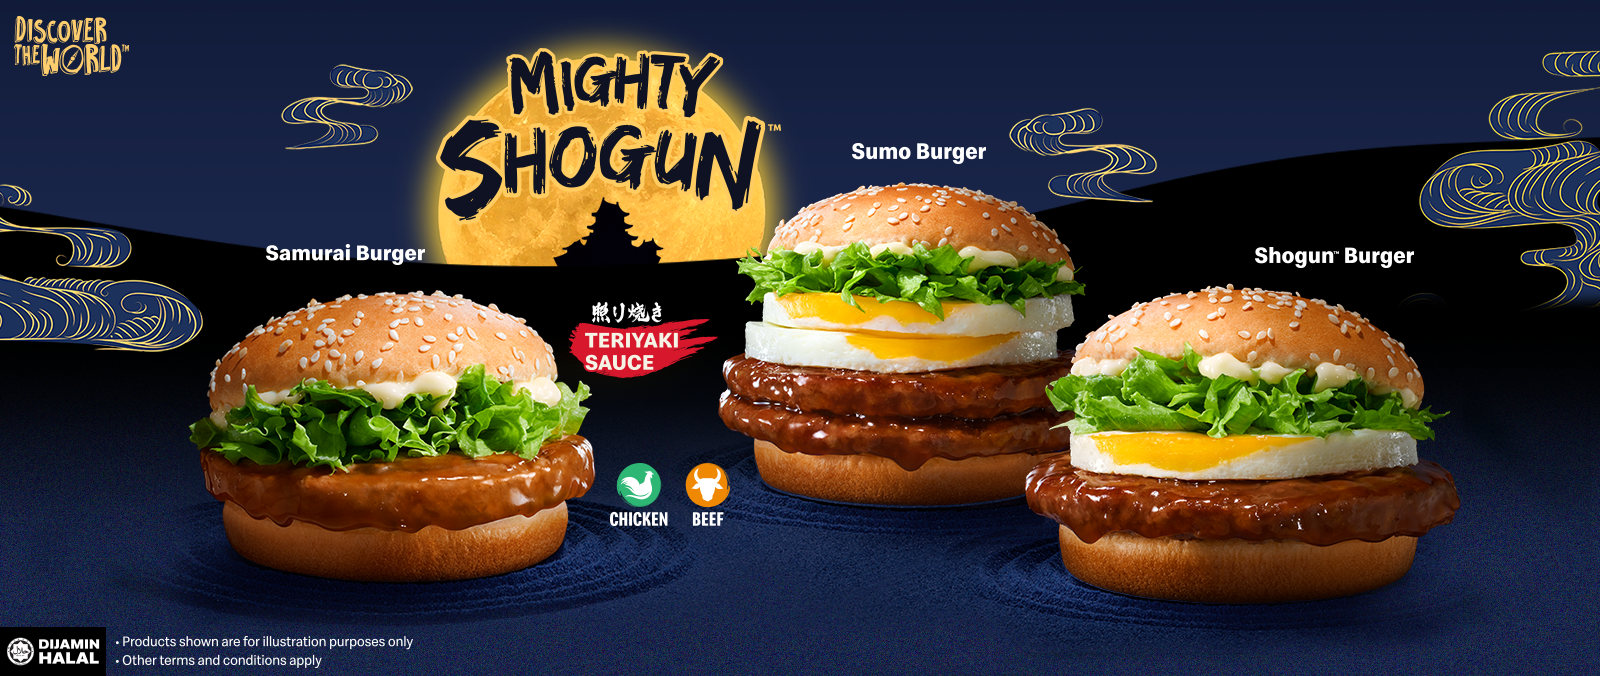 DISCOVER
THE WORLD™
MIGHTY
SHOGUN™
Sumo Burger
Samurai Burger
Shogun™ Burger
照り焼き
TERIYAKI
SAUCE
CHICKEN
BEEF
DIJAMIN
HALAL
• Products shown are for illustration purposes only
• Other terms and conditions apply